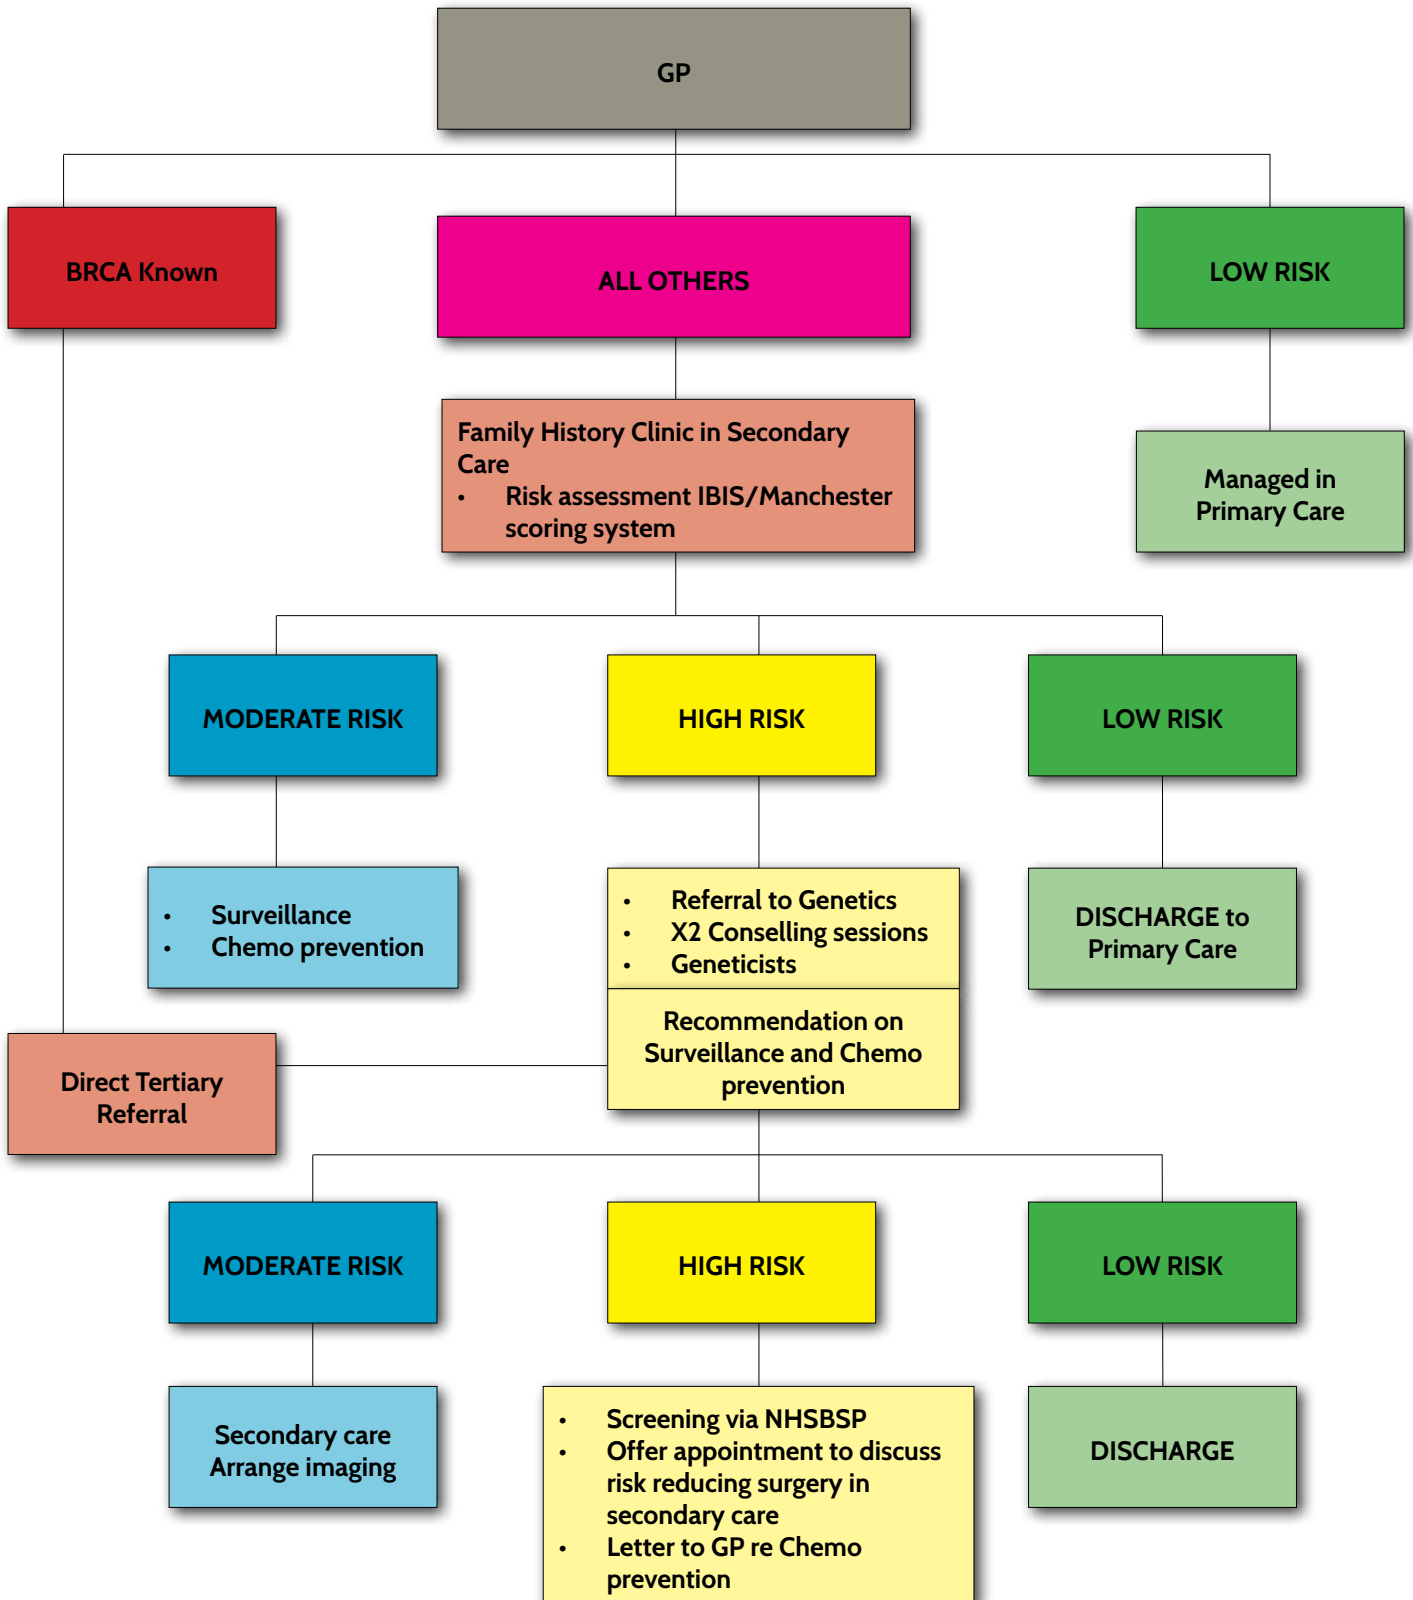 GP
BRCA Known
ALL OTHERS
LOW RISK
Family History Clinic in Secondary
Care
• Risk assessment IBIS/Manchester
scoring system
Managed in
Primary Care
MODERATE RISK
HIGH RISK
LOW RISK
• Surveillance
• Chemo prevention
• Referral to Genetics
• X2 Conselling sessions
• Geneticists
DISCHARGE to
Primary Care
Recommendation on
Surveillance and Chemo
prevention
Direct Tertiary
Referral
MODERATE RISK
HIGH RISK
LOW RISK
Secondary care
Arrange imaging
• Screening via NHSBSP
• Offer appointment to discuss
risk reducing surgery in
secondary care
• Letter to GP re Chemo
prevention
DISCHARGE